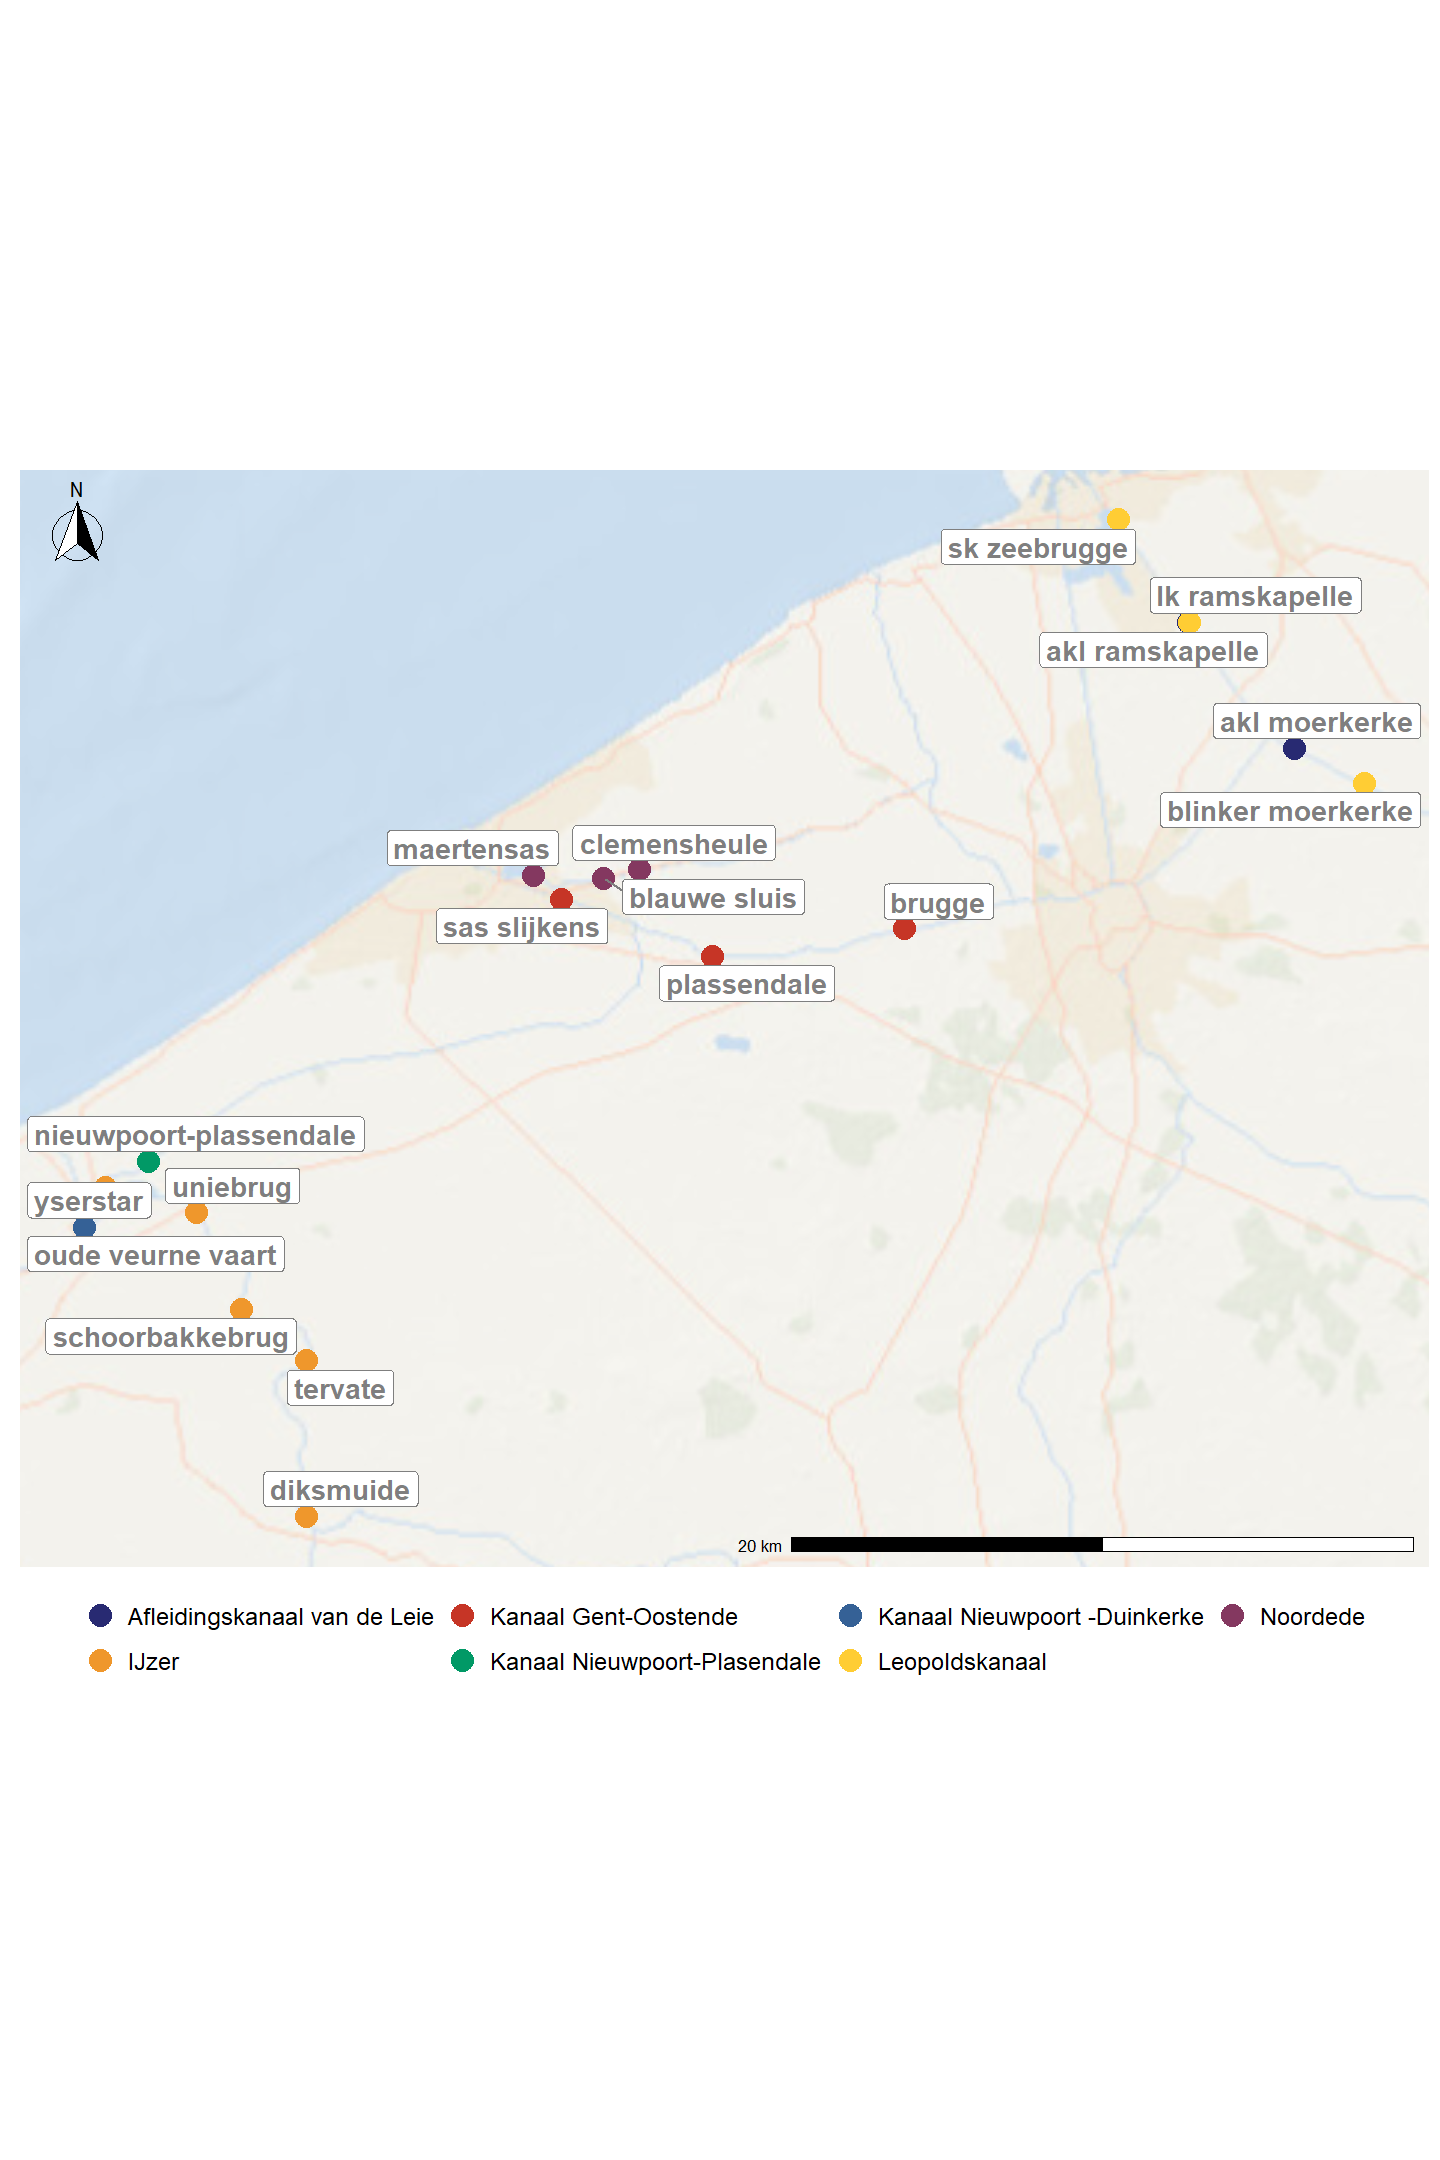 N
sk zeebrugge
lk ramskapelle
akl ramskapelle
akl moerkerke
blinker moerkerke
clemensheule
maertensas
blauwe sluis
brugge
sas slijkens
plassendale
nieuwpoort-plassendale
uniebrug
yserstar
oude veurne vaart
schoorbakkebrug
tervate
diksmuide
20 km
Afleidingskanaal van de Leie
Kanaal Gent-Oostende
Kanaal Nieuwpoort -Duinkerke
Noordede
IJzer
Kanaal Nieuwpoort-Plasendale
Leopoldskanaal